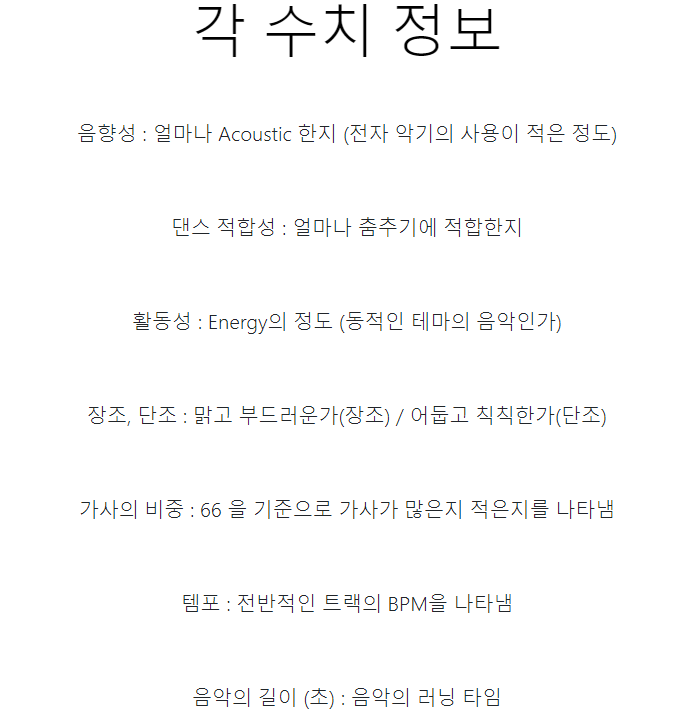 각 수치 정보
음향성 : 얼마나 Acoustic 한지 (전자 악기의 사용이 적은 정도)
댄스 적합성 : 얼마나 춤추기에 적합한지
활동성 : Energy의 정도 (동적인 테마의 음악인가)
장조, 단조 : 맑고 부드러운가(장조) / 어둡고 칙칙한가(단조)
가사의 비중 : 66 을 기준으로 가사가 많은지 적은지를 나타냄
템포 : 전반적인 트랙의 BPM을 나타냄
음악의 길이 (초) : 음악의 러닝 타임